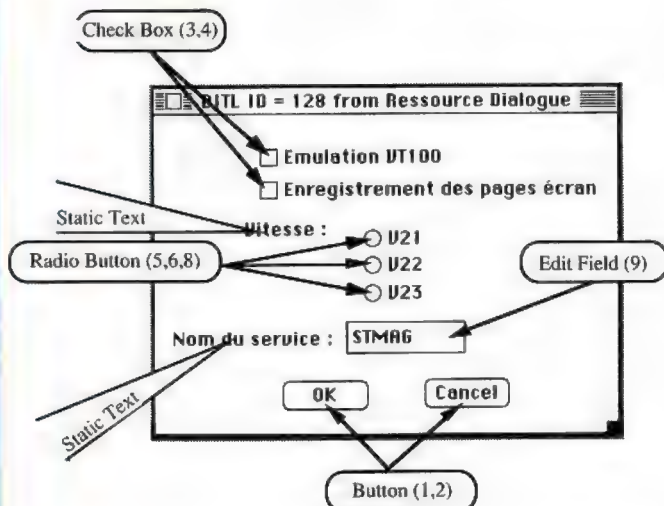 Check Box (3,4)
DITL ID = 128 from Ressource Dialogue
Emulation VT100
Enregistrement des pages écran
Static Text
Vitesse :
V21
Radio Button (5,6,8)
V22
Edit Field (9)
V23
Nom du service :
STMAG
OK
Cancel
Static Text
Button (1,2)